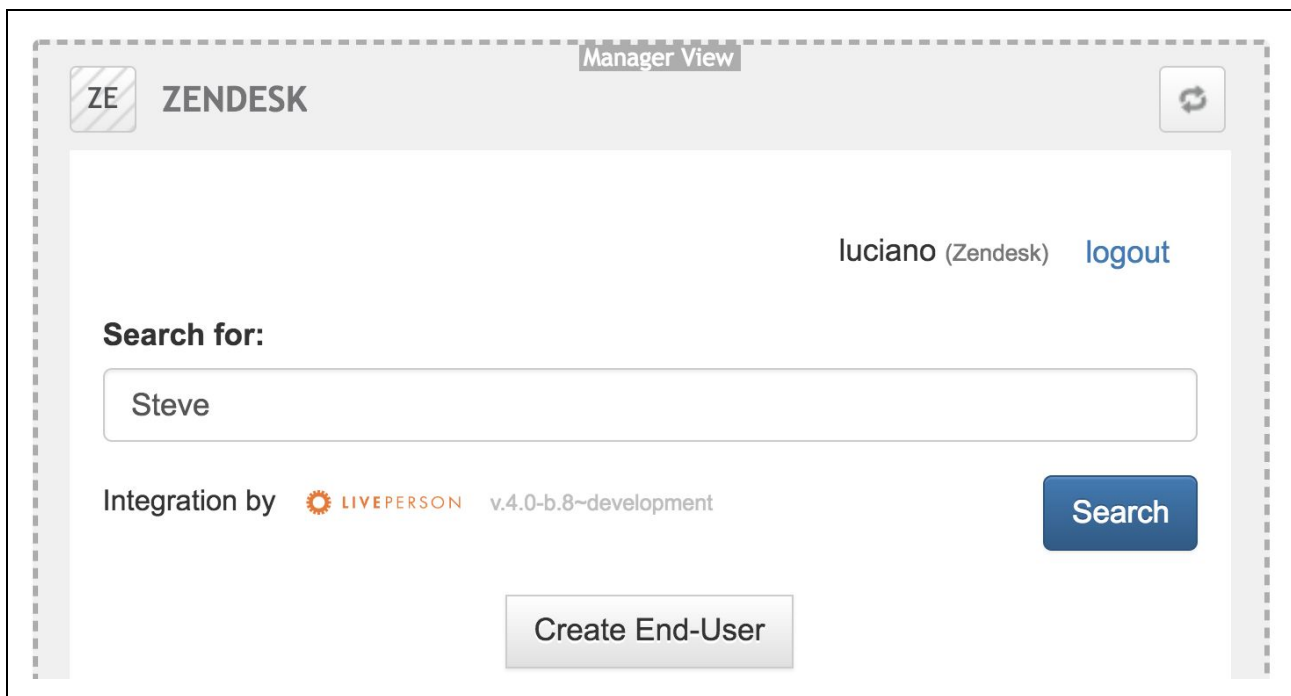 Manager View
ZE ZENDESK
luciano (Zendesk) logout
Search for:
Steve
Integration by LIVEPERSON v.4.0-b.8~development
Search
Create End-User